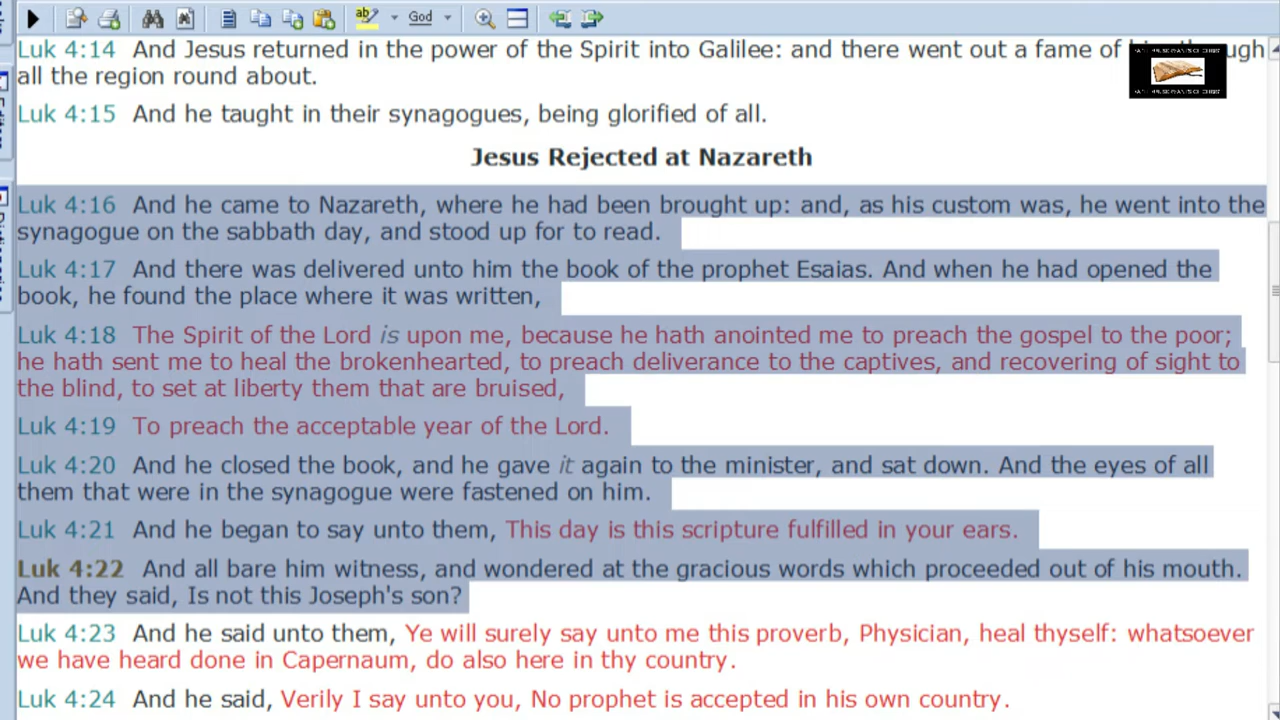 God
Luk 4:14 And Jesus returned in the power of the Spirit into Galilee: and there went out a fame of
all the region round about.
Luk 4:15 And he taught in their synagogues, being glorified of all.
Jesus Rejected at Nazareth
Luk 4:16 And he came to Nazareth, where he had been brought up: and, as his custom was, he went into the
synagogue on the sabbath day, and stood up for to read.
Luk 4:17 And there was delivered unto him the book of the prophet Esaias. And when he had opened the
book, he found the place where it was written,
Luk 4:18 The Spirit of the Lord is upon me, because he hath anointed me to preach the gospel to the poor;
he hath sent me to heal the brokenhearted, to preach deliverance to the captives, and recovering of sight to
the blind, to set at liberty them that are bruised,
Luk 4:19 To preach the acceptable year of the Lord.
Luk 4:20 And he closed the book, and he gave it again to the minister, and sat down. And the eyes of all
them that were in the synagogue were fastened on him.
Luk 4:21 And he began to say unto them, This day is this scripture fulfilled in your ears.
Luk 4:22 And all bare him witness, and wondered at the gracious words which proceeded out of his mouth.
And they said, Is not this Joseph's son?
Luk 4:23 And he said unto them, Ye will surely say unto me this proverb, Physician, heal thyself: whatsoever
we have heard done in Capernaum, do also here in thy country.
Luk 4:24 And he said, Verily I say unto you, No prophet is accepted in his own country.